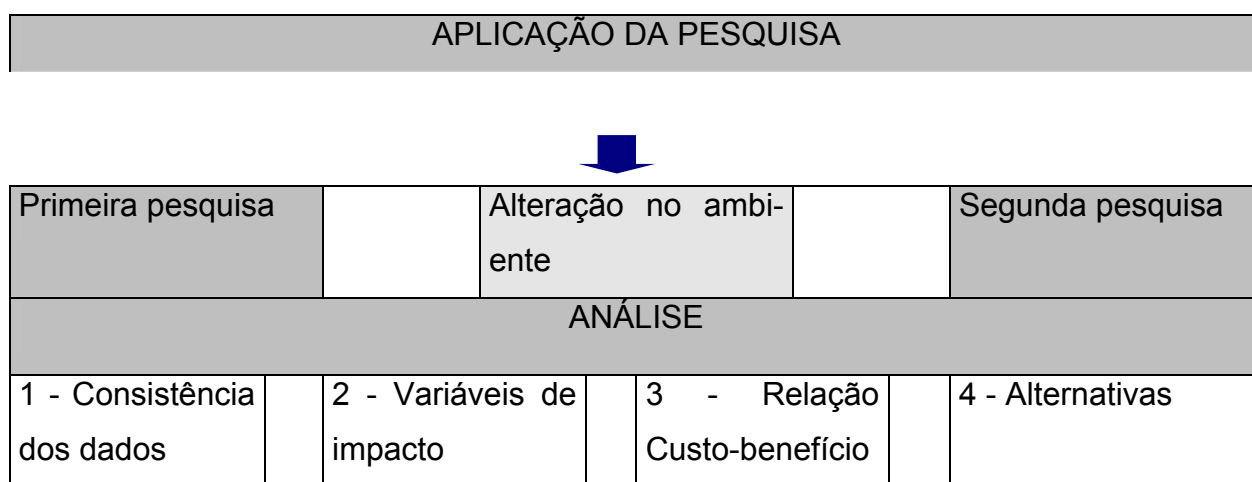 APLICAÇÃO DA PESQUISA
Primeira pesquisa
Alteração no ambi-
ente
Segunda pesquisa
ANÁLISE
1 - Consistência
dos dados
2 - Variáveis de
impacto
3 - Relação
Custo-benefício
4 - Alternativas